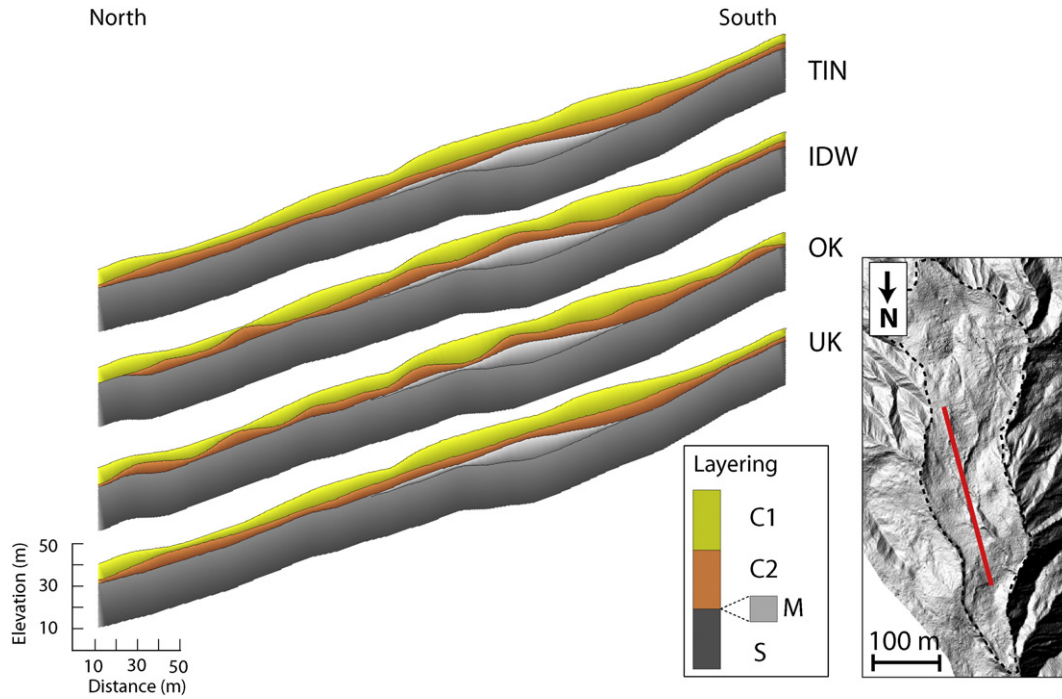 North
South
TIN
IDW
OK
UK
Elevation (m)
50
30
10
10 30 50
Distance (m)
Layering
C1
C2
M
S
N
100 m